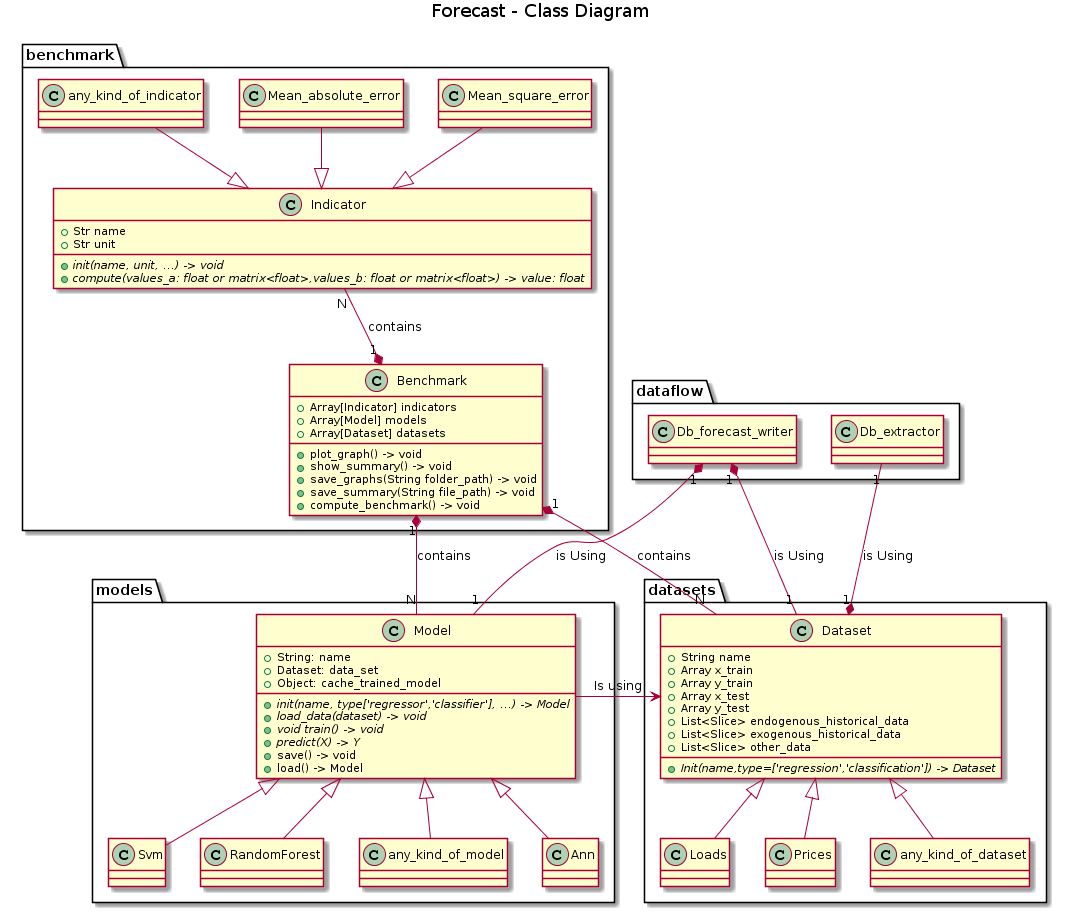 Forecast - Class Diagram
benchmark
C any_kind_of_indicator
C Mean_absolute_error
C Mean_square_error
C Indicator
Str name
Str unit
init(name, unit, ...) -> void
compute(values_a: float or matrix<float>,values_b: float or matrix<float>) -> value: float
N
contains
1
C Benchmark
Array[Indicator] indicators
Array[Model] models
Array[Dataset] datasets
plot_graph() -> void
show_summary() -> void
save_graphs(String folder_path) -> void
save_summary(String file_path) -> void
compute_benchmark() -> void
dataflow
C Db_forecast_writer
C Db_extractor
1
1
1
1
1
contains
is Using
contains
is Using
is Using
N
1
N
1
1
models
C Model
String: name
Dataset: data_set
Object: cache_trained_model
init(name, type['regressor','classifier'], ...) -> Model
load_data(dataset) -> void
void train() -> void
predict(X) -> Y
save() -> void
load() -> Model
Is using
C Svm
C RandomForest
C any_kind_of_model
C Ann
datasets
C Dataset
String name
Array x_train
Array y_train
Array x_test
Array y_test
List<Slice> endogenous_historical_data
List<Slice> exogenous_historical_data
List<Slice> other_data
Init(name,type=['regression','classification']) -> Dataset
C Loads
C Prices
C any_kind_of_dataset